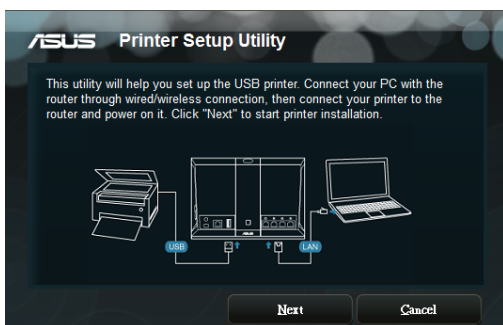 ASUS Printer Setup Utility
This utility will help you set up the USB printer. Connect your PC with the
router through wired/wireless connection, then connect your printer to the
router and power on it. Click "Next" to start printer installation.
ASUS
USB
LAN
Next
Cancel